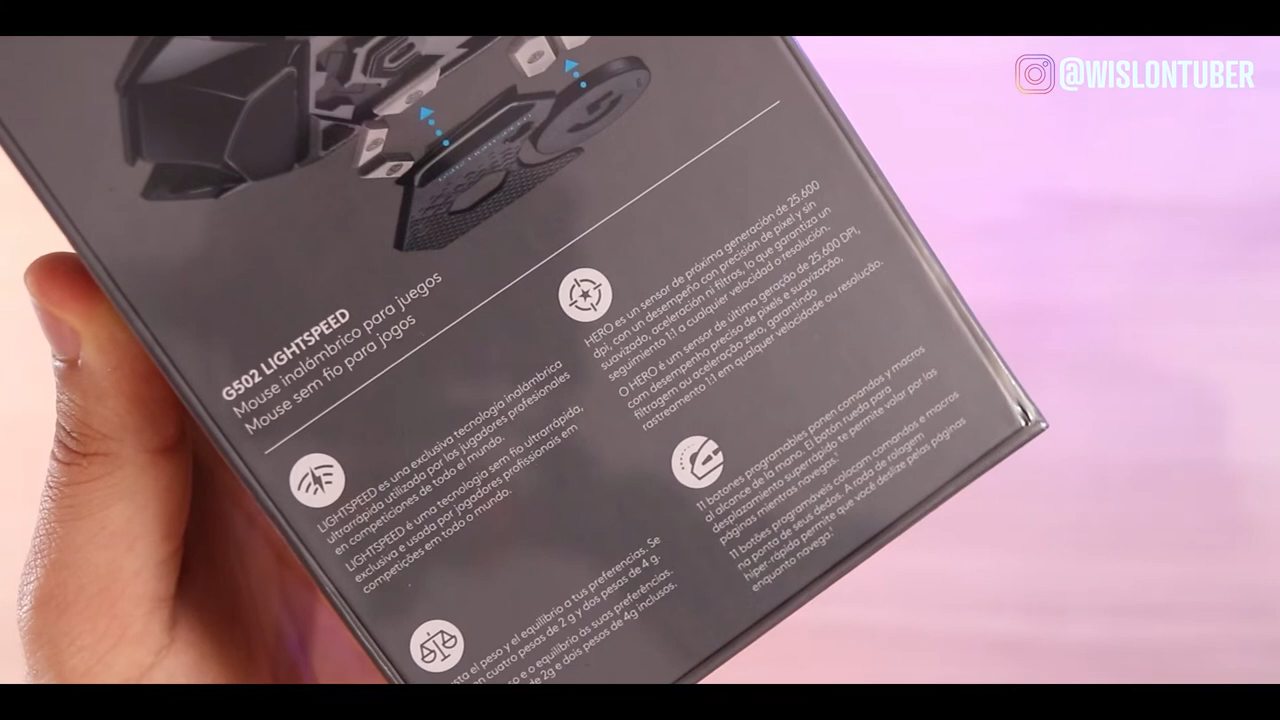 @WISLONTUBER
G502 LIGHTSPEED
Mouse inalámbrico para juegos
Mouse sem fio para jogos
LIGHTSPEED es una exclusiva tecnología inalámbrica
ultrarrápida utilizada por los jugadores profesionales
en competiciones de todo el mundo.
LIGHTSPEED é uma tecnologia sem fio ultrarrápida,
exclusiva e usada por jogadores profissionais em
competições em todo o mundo.
HERO es un sensor de próxima generación de 25.600
dpi, con un desempeño con precisión de pixel y sin
suavizado, aceleración ni filtros, lo que garantiza un
seguimiento 1:1 a cualquier velocidad o resolución.
O HERO é um sensor de última geração de 25.600 DPI,
com desempenho preciso de pixels e suavização,
filtragem ou aceleração zero, garantindo
rastreamento 1:1 em qualquer velocidade ou resolução.
11 botones programables ponen comandos y macros
al alcance de la mano. El botón rueda para
desplazamiento superrápido te permite volar por las
páginas mientras navegas.¹
11 botões programáveis colocam comandos e macros
na ponta de seus dedos. A roda de rolagem
hiper-rápida permite que você deslize pelas páginas
enquanto navega.¹
el peso y el equilibrio a tus preferencias. Se
cuatro pesas de 2 g y dos pesas de 4 g.
e o equilíbrio às suas preferências.
de 2g e dois pesos de 4g inclusos.